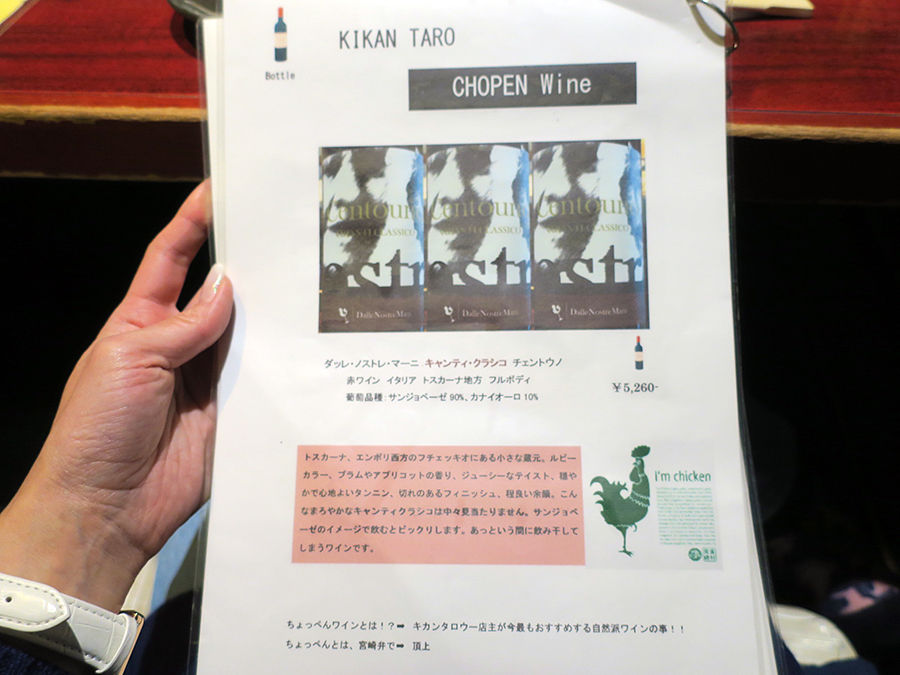 KIKAN TARO
Bottle
CHOPEN Wine
centoun
CHIANTI CLASSICO
DalleNostreMani
centoun
CHIANTI CLASSICO
DalleNostreMani
centoun
CHIANTI CLASSICO
DalleNostreMani
ダッレ・ノストレ・マーニ キャンティ・クラシコ チェントウノ
赤ワイン イタリア トスカーナ地方 フルボディ
葡萄品種:サンジョベーゼ 90%、カナイオーロ 10%
¥5,260-
トスカーナ、エンポリ西方のフチェッキオにある小さな蔵元。ルビー
カラー、プラムやアプリコットの香り、ジューシーなテイスト、穏や
かで心地よいタンニン、切れのあるフィニッシュ、程良い余韻。こん
なまろやかなキャンティクラシコは中々見当たりません。サンジョベ
ーゼのイメージで飲むとビックリします。あっという間に飲み干して
しまうワインです。
I'm chicken
ちょっぺんワインとは!?➡ キカンタロウー店主が今最もおすすめする自然派ワインの事!!
ちょっぺんとは、宮崎弁で➡ 頂上